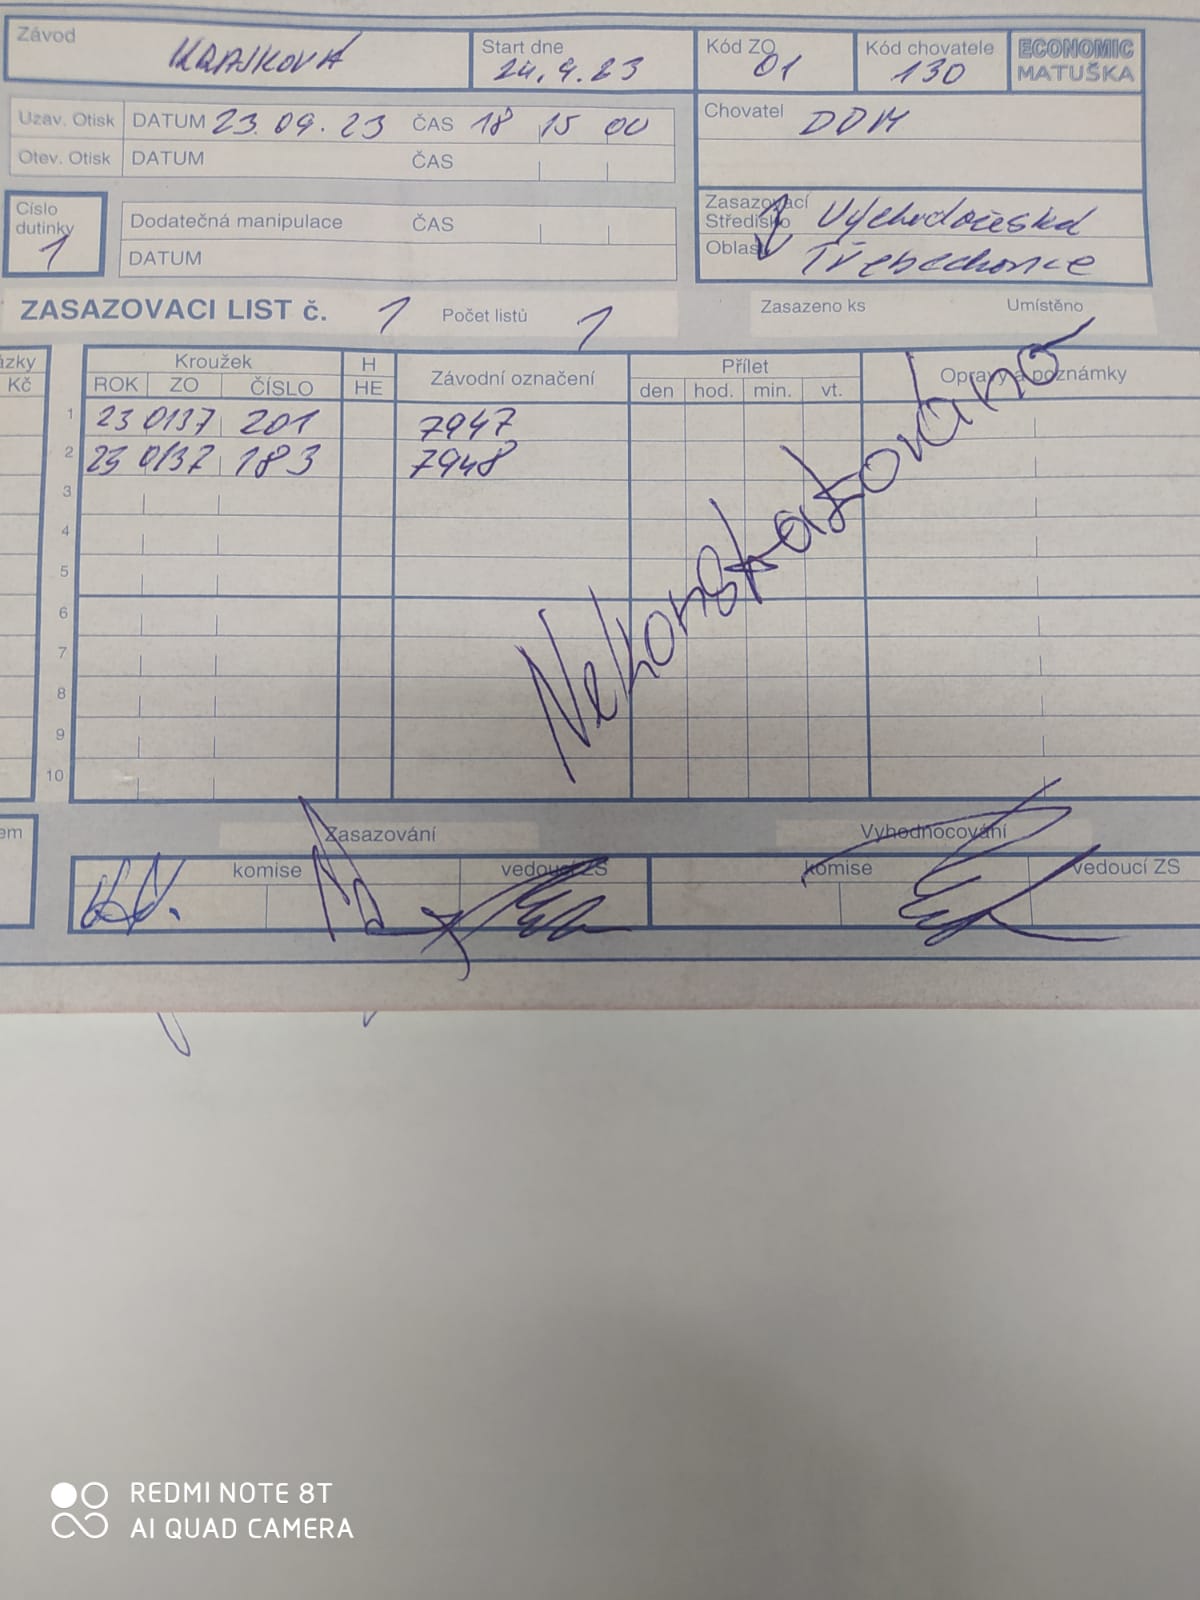 Závod KRAJKOVÁ Start dne 24.9.23 Kód ZO 01 Kód chovatele 130 ECONOMIC MATUŠKA
Uzav. Otisk DATUM 23.09.23 ČAS 18 15 00 Chovatel DOM
Otev. Otisk DATUM ČAS
Číslo dutinky 1 Dodatečná manipulace ČAS Zasazovací Středisko Východočeská
DATUM Oblast Třebechovice
ZASAZOVACI LIST č. 1 Počet listů 1 Zasazeno ks Umístěno
Kroužek H Závodní označení Přílet Opravy a poznámky
Kč ROK ZO ČÍSLO HE den hod. min. vt.
1 23 0137 201 7947
2 23 0137 183 7948
3
4
5
6
7
8
9
10
Nekonstatováno
Zasazování Vyhodnocování
komise vedoucí ZS komise vedoucí ZS
REDMI NOTE 8T
AI QUAD CAMERA